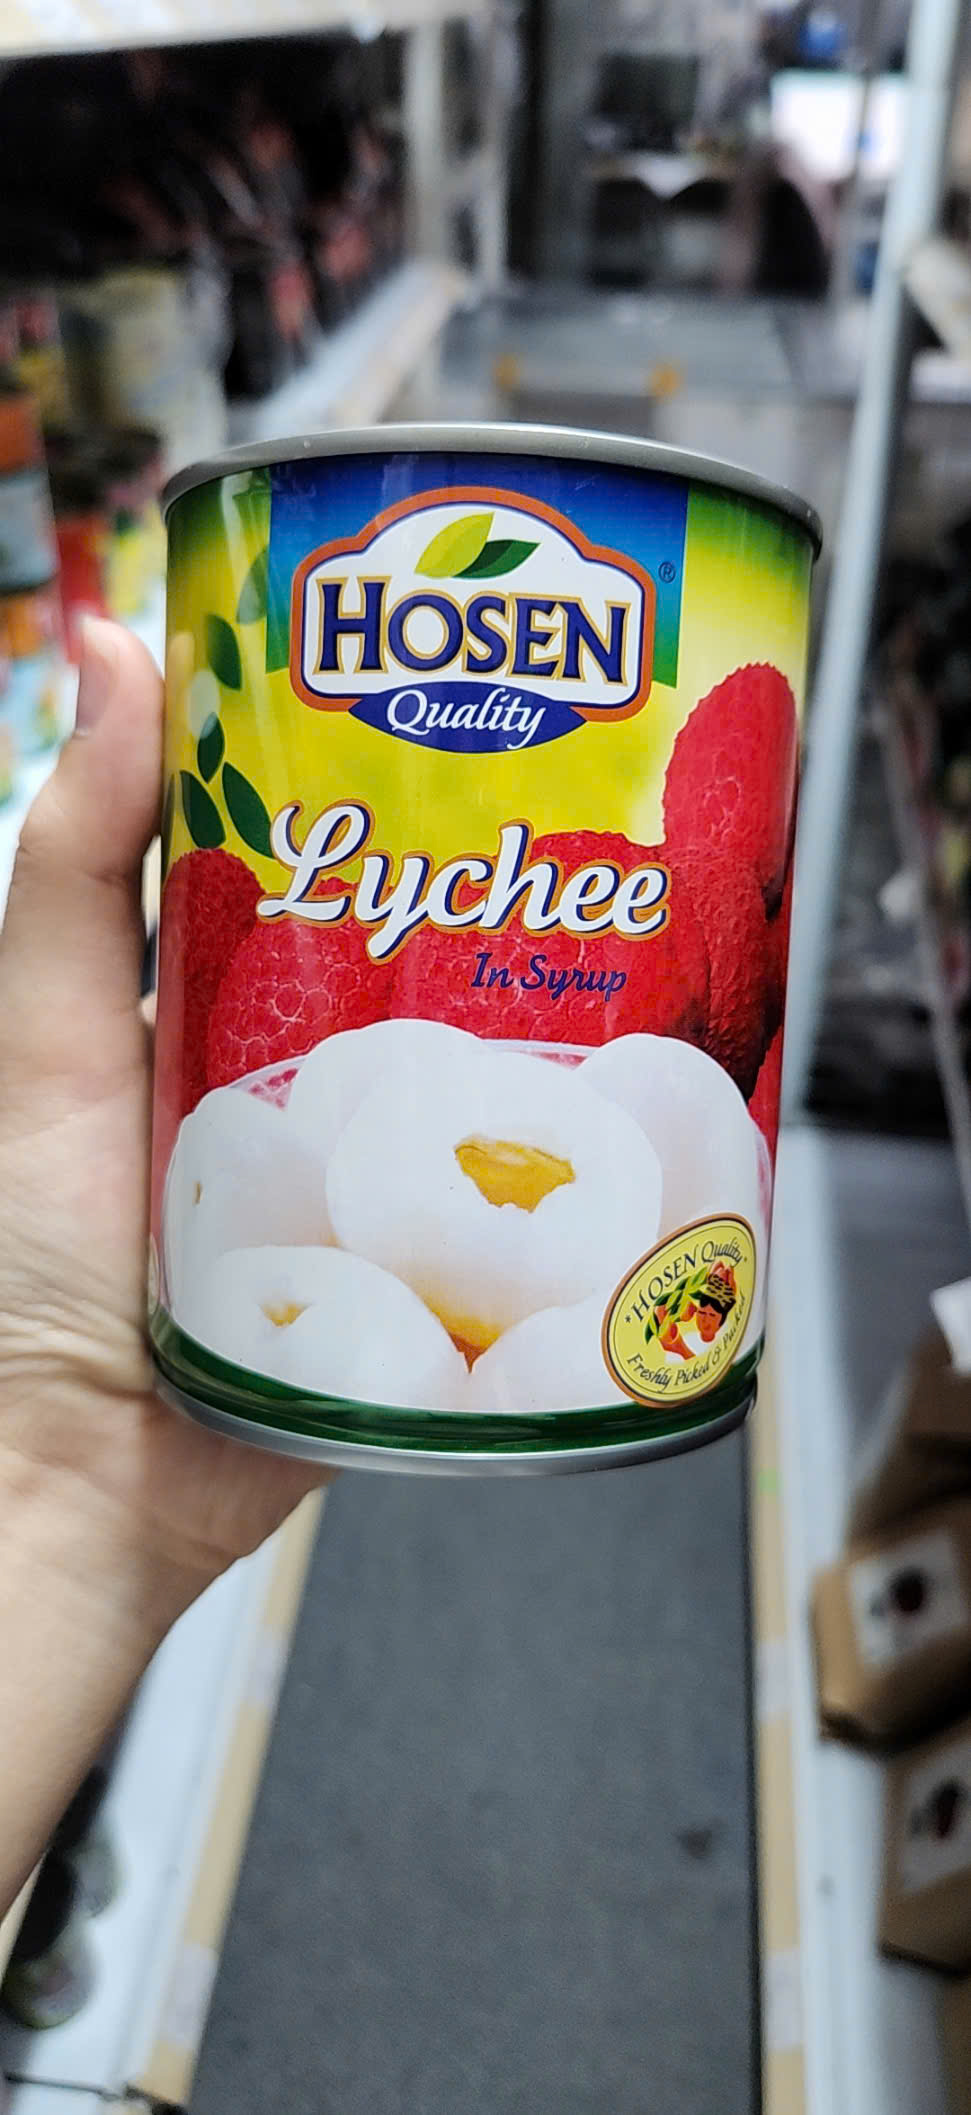 HOSEN
®
Quality
Lychee
In Syrup
*HOSEN Quality*
Freshly Picked & Packed